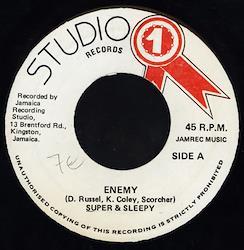 STUDIO 1
RECORDS
Recorded by
Jamaica
Recording
Studio,
13 Brentford Rd.,
Kingston,
Jamaica.
45 R.P.M.
JAMREC MUSIC
SIDE A
7C
ENEMY
(D. Russel, K. Coley, Scorcher)
SUPER & SLEEPY
UNAUTHORISED COPYING OF THIS RECORDING IS STRICTLY PROHIBITED